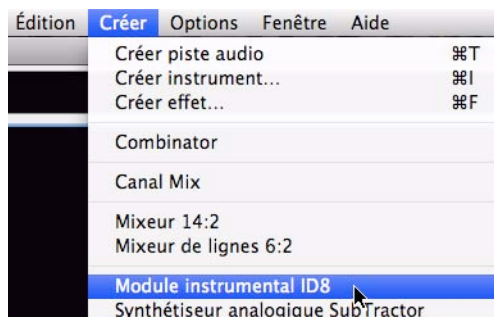 Édition Créer Options Fenêtre Aide
Créer piste audio ⌘T
Créer instrument... ⌘I
Créer effet... ⌘F
Combinator
Canal Mix
Mixeur 14:2
Mixeur de lignes 6:2
Module instrumental ID8
Synthétiseur analogique SubTractor